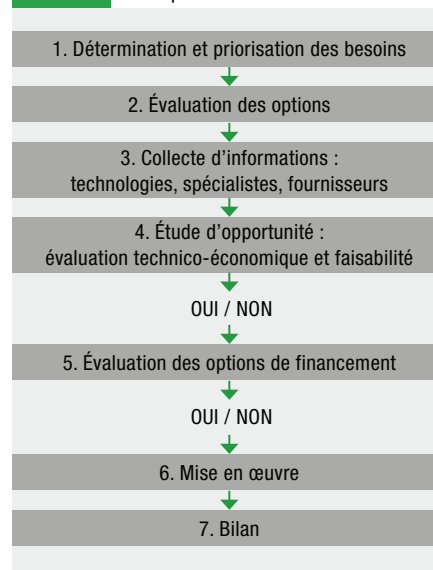 1. Détermination et priorisation des besoins
2. Évaluation des options
3. Collecte d’informations :
technologies, spécialistes, fournisseurs
4. Étude d’opportunité :
évaluation technico-économique et faisabilité
OUI / NON
5. Évaluation des options de financement
OUI / NON
6. Mise en œuvre
7. Bilan